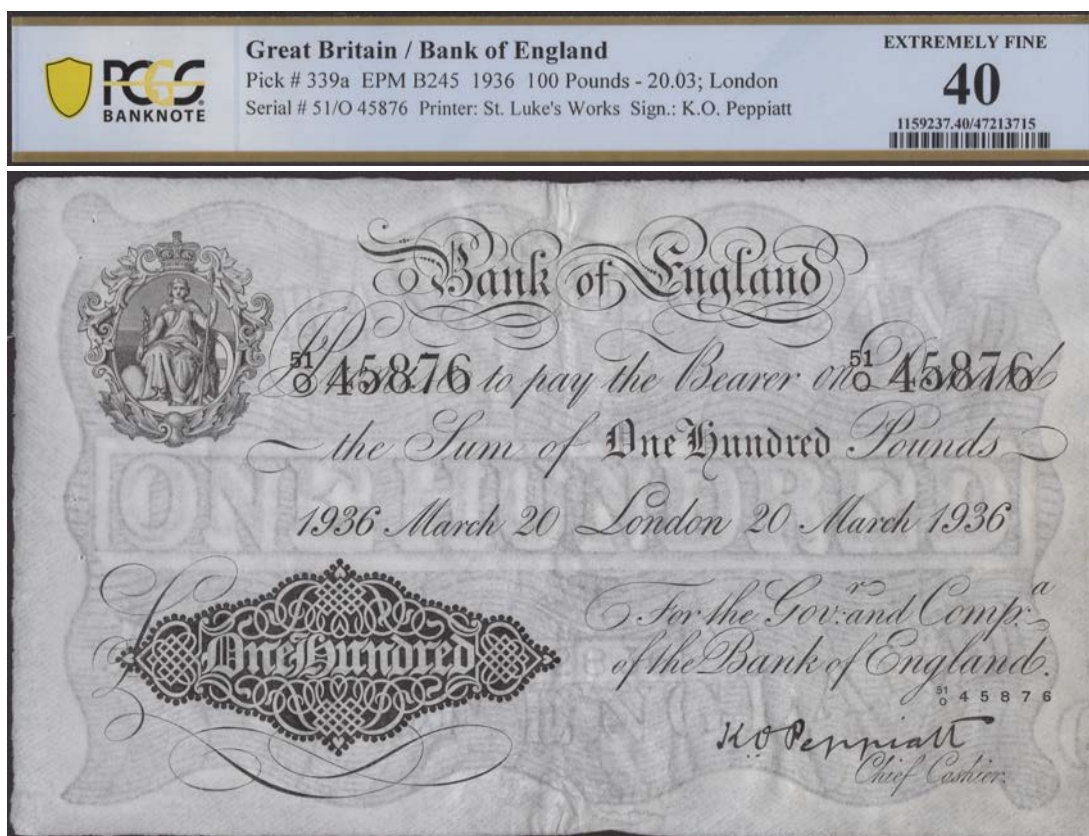 PCGS
BANKNOTE
Great Britain / Bank of England
Pick # 339a EPM B245 1936 100 Pounds - 20.03; London
Serial # 51/O 45876 Printer: St. Luke's Works Sign.: K.O. Peppiatt
EXTREMELY FINE
40
1159237.40/47213715
Bank of England
51/O 45876 to pay the Bearer on 51/O 45876
the Sum of One Hundred Pounds
1936 March 20 London 20 March 1936
ONE HUNDRED
For the Govr. and Compa.
of the Bank of England.
51/O 45876
£ One Hundred
K O Peppiatt
Chief Cashier.